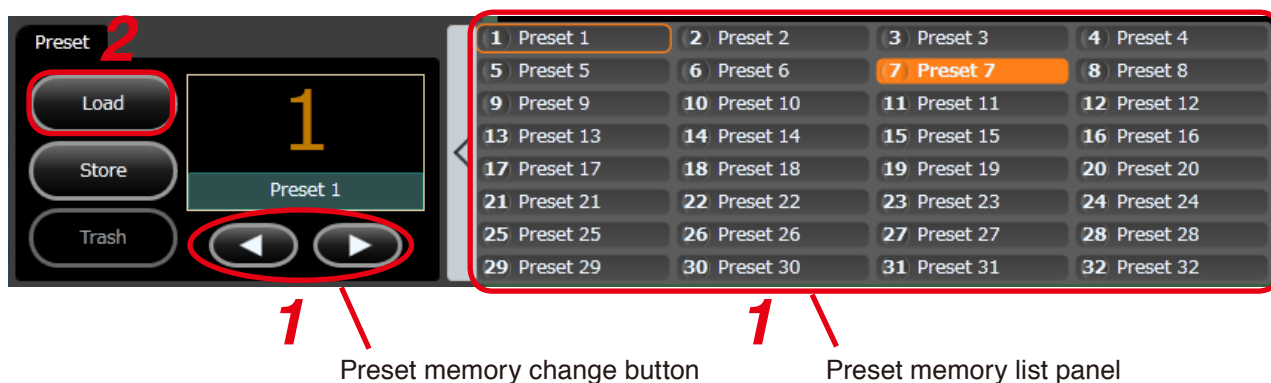 Preset
2
Load
1
Store
Preset 1
Trash
1 Preset 1 2 Preset 2 3 Preset 3 4 Preset 4
5 Preset 5 6 Preset 6 7 Preset 7 8 Preset 8
9 Preset 9 10 Preset 10 11 Preset 11 12 Preset 12
13 Preset 13 14 Preset 14 15 Preset 15 16 Preset 16
17 Preset 17 18 Preset 18 19 Preset 19 20 Preset 20
21 Preset 21 22 Preset 22 23 Preset 23 24 Preset 24
25 Preset 25 26 Preset 26 27 Preset 27 28 Preset 28
29 Preset 29 30 Preset 30 31 Preset 31 32 Preset 32
1
Preset memory change button
1
Preset memory list panel